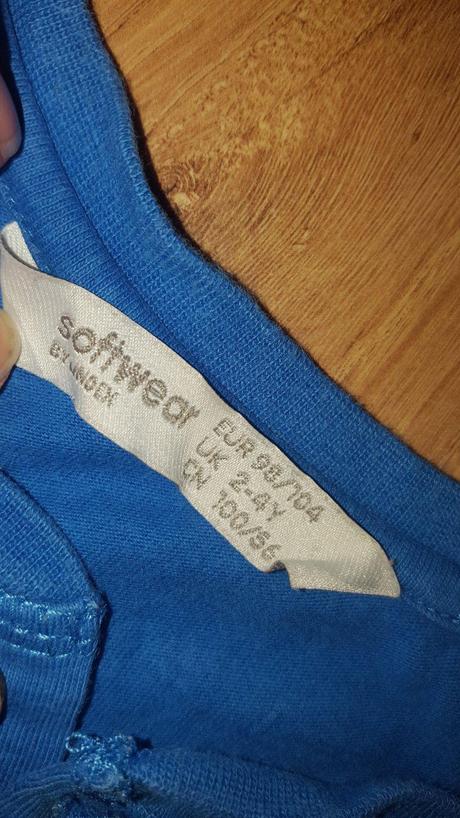 softwear
BY LINDEX
EUR 98/104
UK 2-4Y
CN 100/56